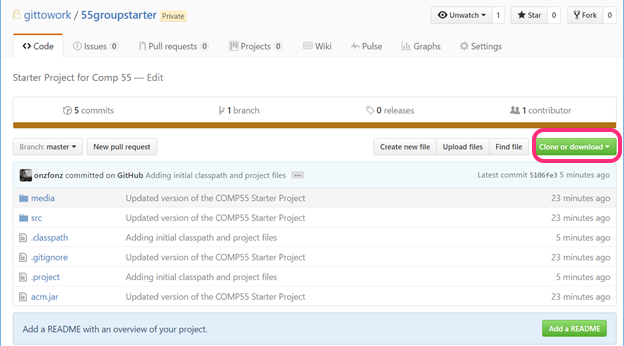 gittowork / 55groupstarter Private
Unwatch 1 Star 0 Fork 0
Code Issues 0 Pull requests 0 Projects 0 Wiki Pulse Graphs Settings
Starter Project for Comp 55 — Edit
5 commits 1 branch 0 releases 1 contributor
Branch: master New pull request Create new file Upload files Find file Clone or download
onzfonz committed on GitHub Adding initial classpath and project files ... Latest commit 5106fe3 5 minutes ago
media Updated version of the COMP55 Starter Project 23 minutes ago
src Updated version of the COMP55 Starter Project 23 minutes ago
.classpath Adding initial classpath and project files 5 minutes ago
.gitignore Updated version of the COMP55 Starter Project 23 minutes ago
.project Adding initial classpath and project files 5 minutes ago
acm.jar Updated version of the COMP55 Starter Project 23 minutes ago
Add a README with an overview of your project. Add a README